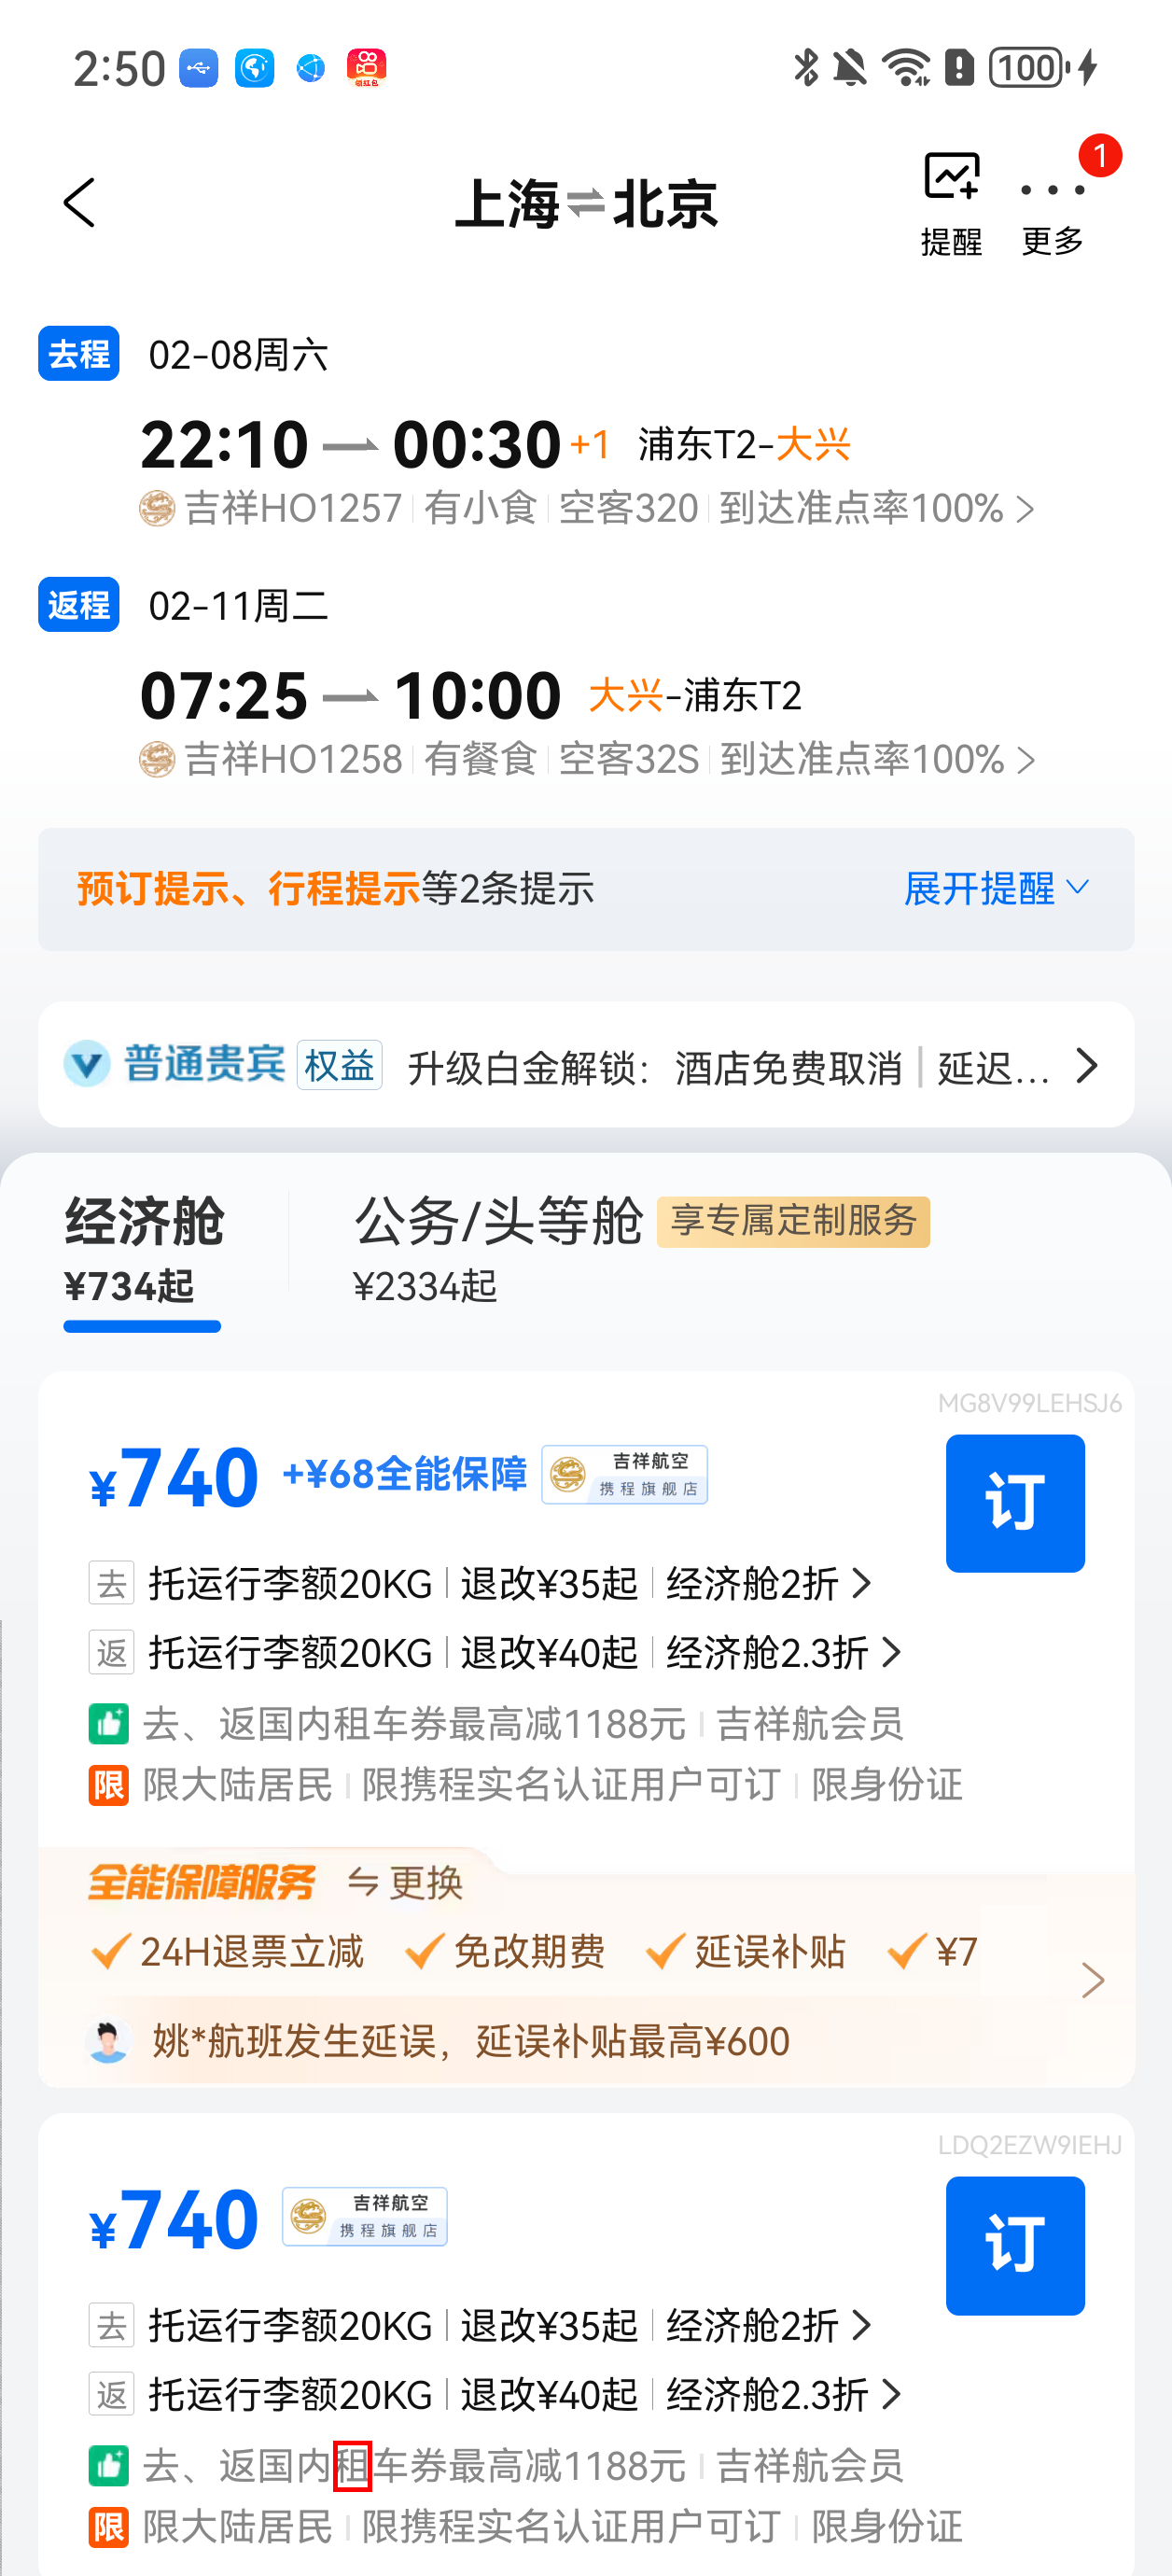 2:50 领红包 100
上海⇌北京
提醒 更多 1
去程 02-08周六
22:10 00:30 +1 浦东T2-大兴
吉祥HO1257 有小食 空客320 到达准点率100%
返程 02-11周二
07:25 10:00 大兴-浦东T2
吉祥HO1258 有餐食 空客32S 到达准点率100%
预订提示、行程提示等2条提示 展开提醒
普通贵宾 权益 升级白金解锁：酒店免费取消 | 延迟...
经济舱 公务/头等舱 享专属定制服务
¥734起 ¥2334起
MG8V99LEHSJ6
¥740 +¥68全能保障 吉祥航空 携程旗舰店 订
去 托运行李额20KG 退改¥35起 经济舱2折
返 托运行李额20KG 退改¥40起 经济舱2.3折
去、返国内租车券最高减1188元 吉祥航会员
限 限大陆居民 限携程实名认证用户可订 限身份证
全能保障服务 更换
24H退票立减 免改期费 延误补贴 ¥7
姚*航班发生延误，延误补贴最高¥600
LDQ2EZW9IEHJ
¥740 吉祥航空 携程旗舰店 订
去 托运行李额20KG 退改¥35起 经济舱2折
返 托运行李额20KG 退改¥40起 经济舱2.3折
去、返国内租车券最高减1188元 吉祥航会员
限 限大陆居民 限携程实名认证用户可订 限身份证